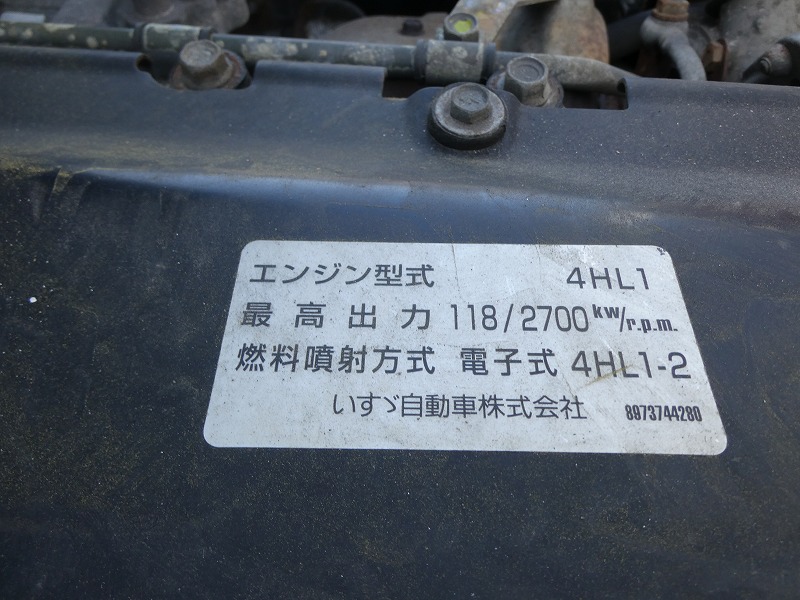 エンジン型式 4HL1
最高出力 118/2700 kw/r.p.m.
燃料噴射方式 電子式 4HL1-2
いすゞ自動車株式会社 8973744280